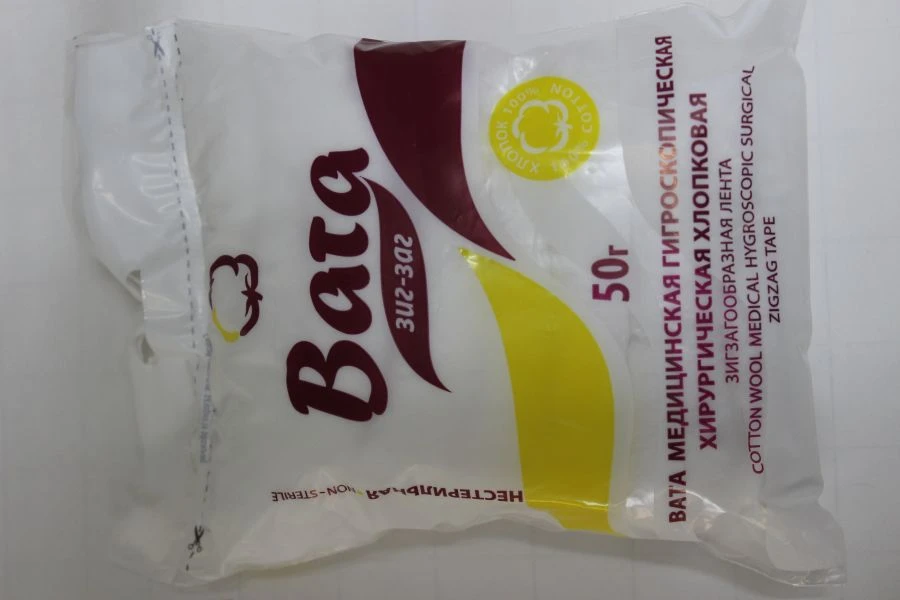 Вата
зиг-заг
ХЛОПОК 100%
100% COTTON
50г
НЕСТЕРИЛЬНАЯ NON-STERILE
ВАТА МЕДИЦИНСКАЯ ГИГРОСКОПИЧЕСКАЯ
ХИРУРГИЧЕСКАЯ ХЛОПКОВАЯ
ЗИГЗАГООБРАЗНАЯ ЛЕНТА
COTTON WOOL MEDICAL HYGROSCOPIC SURGICAL
ZIGZAG TAPE